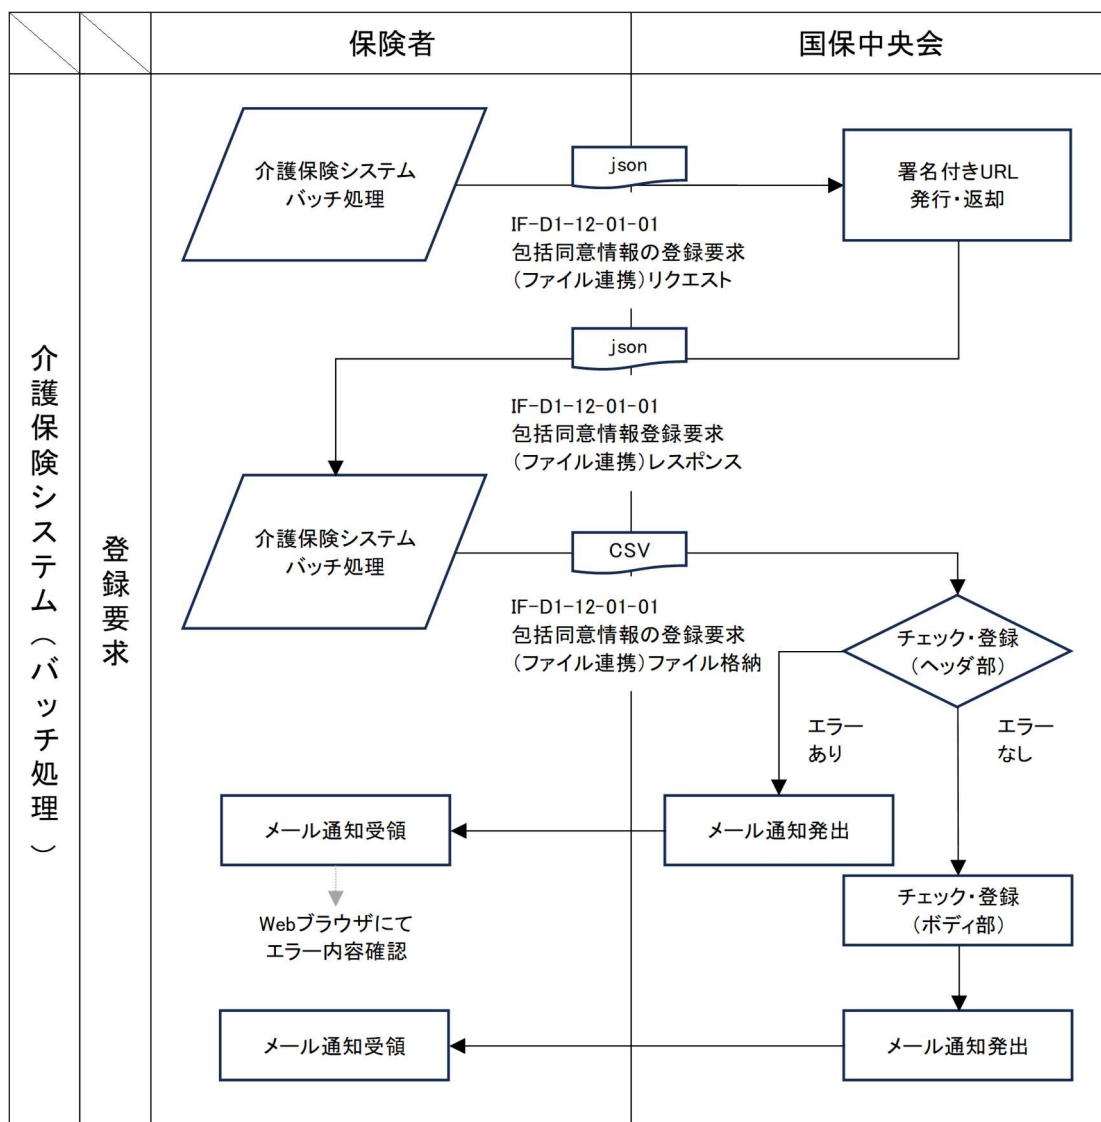 保険者
国保中央会
介護保険システム（バッチ処理）
登録要求
介護保険システム
バッチ処理
json
署名付きURL
発行・返却
IF-D1-12-01-01
包括同意情報の登録要求
（ファイル連携）リクエスト
json
IF-D1-12-01-01
包括同意情報登録要求
（ファイル連携）レスポンス
介護保険システム
バッチ処理
CSV
IF-D1-12-01-01
包括同意情報の登録要求
（ファイル連携）ファイル格納
チェック・登録
（ヘッダ部）
エラー
あり
エラー
なし
メール通知受領
メール通知発出
Webブラウザにて
エラー内容確認
チェック・登録
（ボディ部）
メール通知受領
メール通知発出